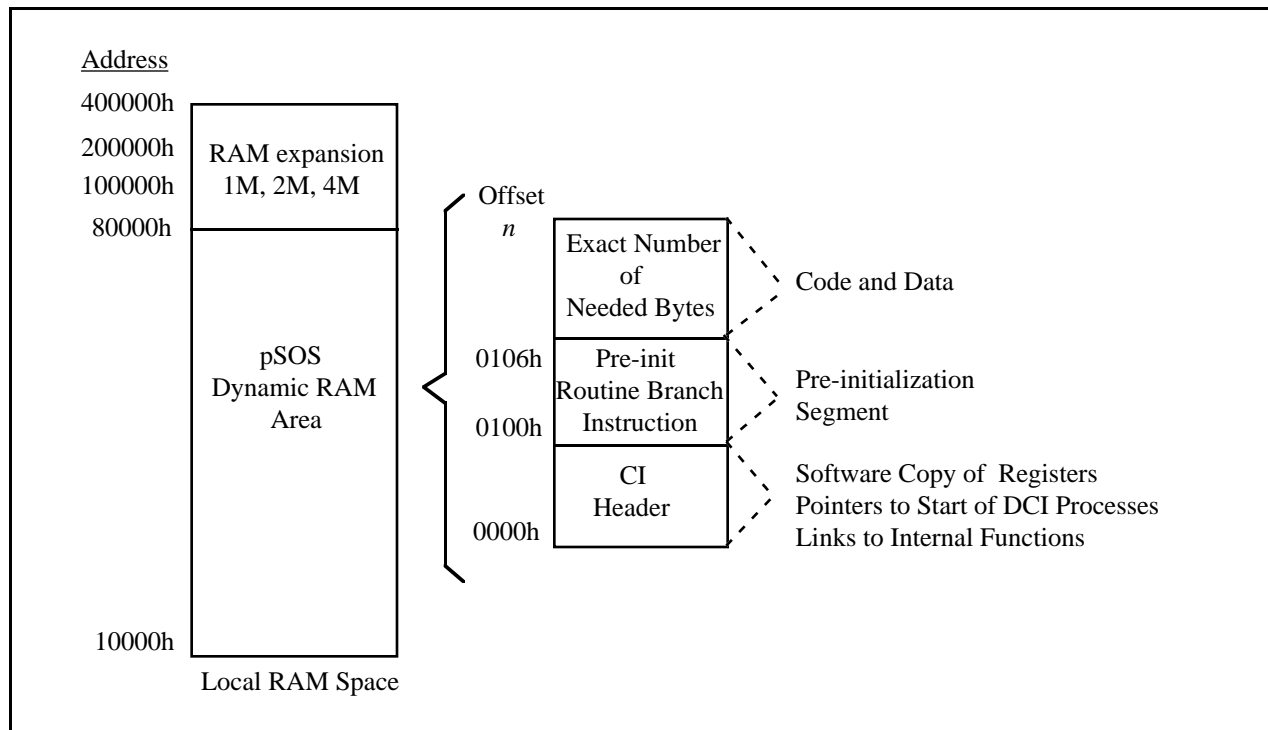 Address
400000h
200000h
100000h
80000h
10000h
RAM expansion
1M, 2M, 4M
pSOS
Dynamic RAM
Area
Local RAM Space
Offset
n
0106h
0100h
0000h
Exact Number
of
Needed Bytes
Pre-init
Routine Branch
Instruction
CI
Header
Code and Data
Pre-initialization
Segment
Software Copy of Registers
Pointers to Start of DCI Processes
Links to Internal Functions